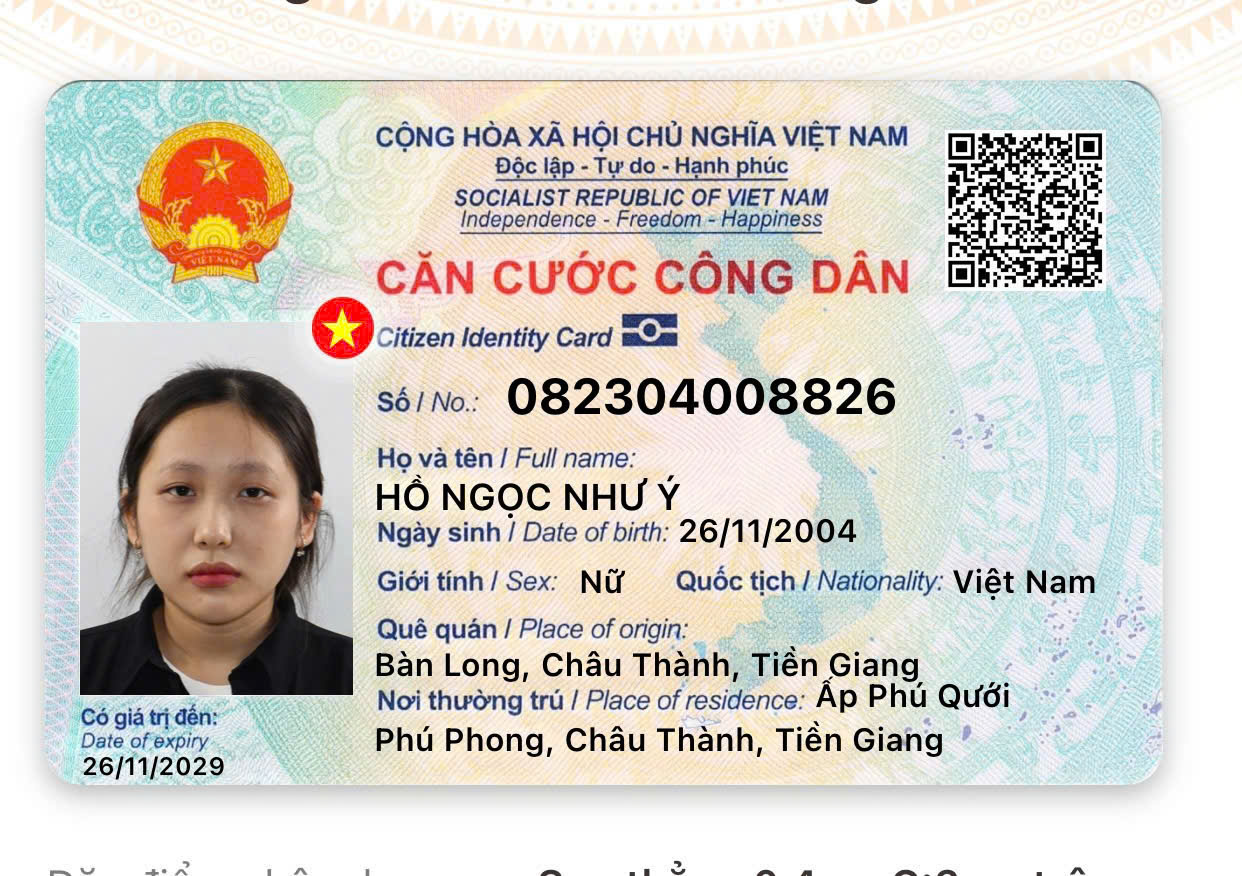 CỘNG HÒA XÃ HỘI CHỦ NGHĨA VIỆT NAM
Độc lập - Tự do - Hạnh phúc
SOCIALIST REPUBLIC OF VIET NAM
Independence - Freedom - Happiness
VIỆT NAM
CĂN CƯỚC CÔNG DÂN
Citizen Identity Card
Số / No.: 082304008826
Họ và tên / Full name:
HỒ NGỌC NHƯ Ý
Ngày sinh / Date of birth: 26/11/2004
Giới tính / Sex: Nữ Quốc tịch / Nationality: Việt Nam
Quê quán / Place of origin:
Bàn Long, Châu Thành, Tiền Giang
Nơi thường trú / Place of residence: Ấp Phú Qưới
Phú Phong, Châu Thành, Tiền Giang
Có giá trị đến:
Date of expiry
26/11/2029